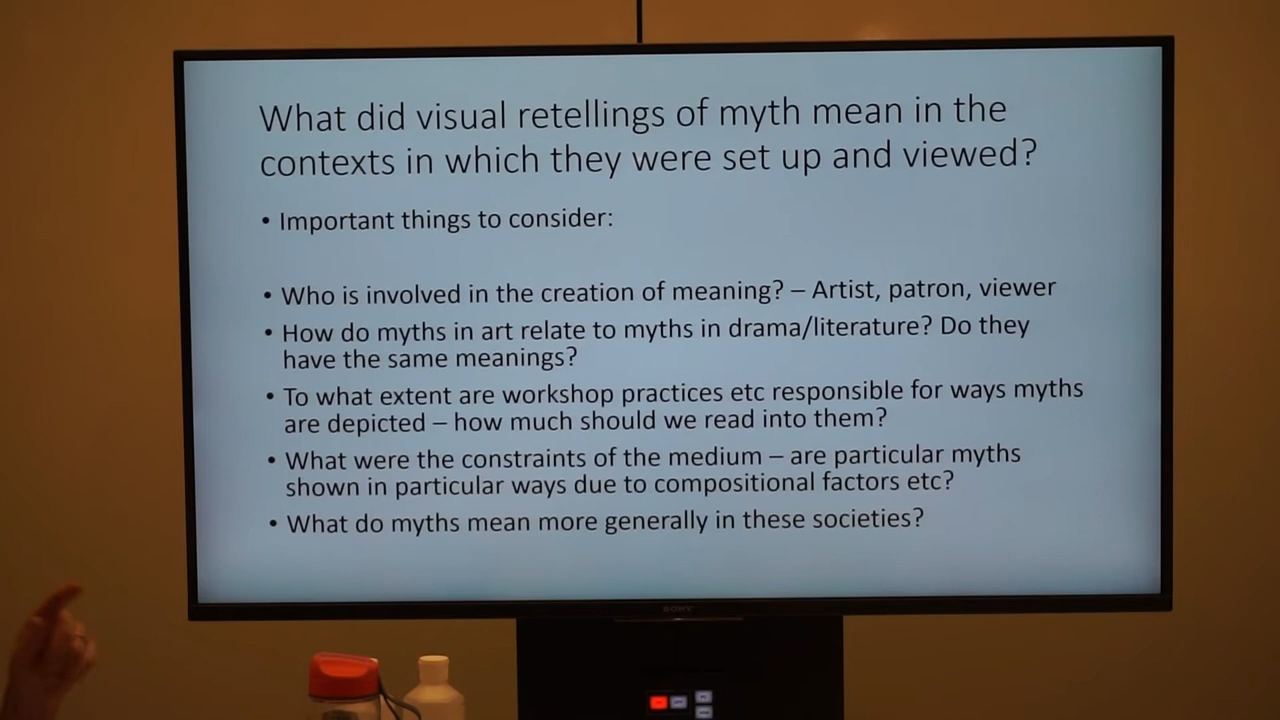 What did visual retellings of myth mean in the
contexts in which they were set up and viewed?
• Important things to consider:
• Who is involved in the creation of meaning? – Artist, patron, viewer
• How do myths in art relate to myths in drama/literature? Do they
have the same meanings?
• To what extent are workshop practices etc responsible for ways myths
are depicted – how much should we read into them?
• What were the constraints of the medium – are particular myths
shown in particular ways due to compositional factors etc?
• What do myths mean more generally in these societies?
SONY